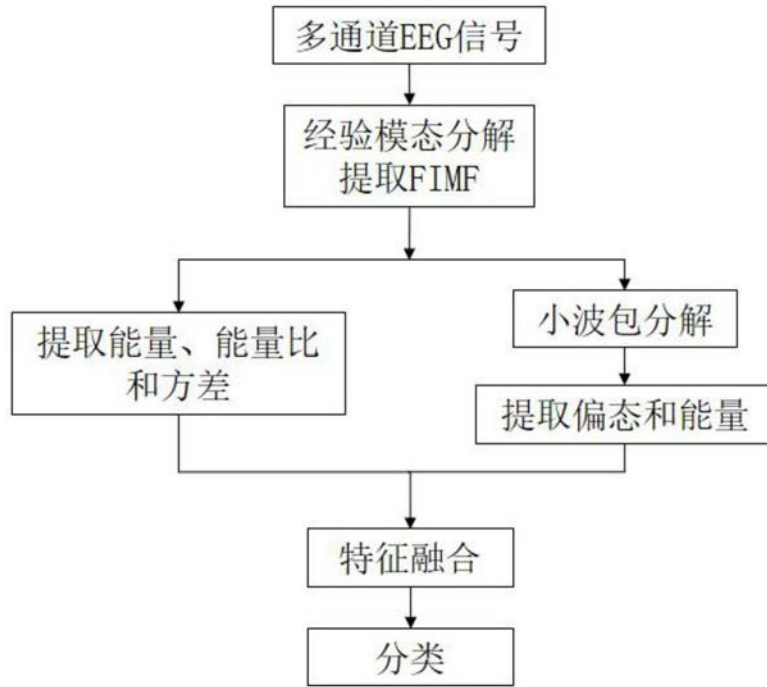 多通道EEG信号
经验模态分解
提取FIMF
提取能量、能量比
和方差
小波包分解
提取偏态和能量
特征融合
分类